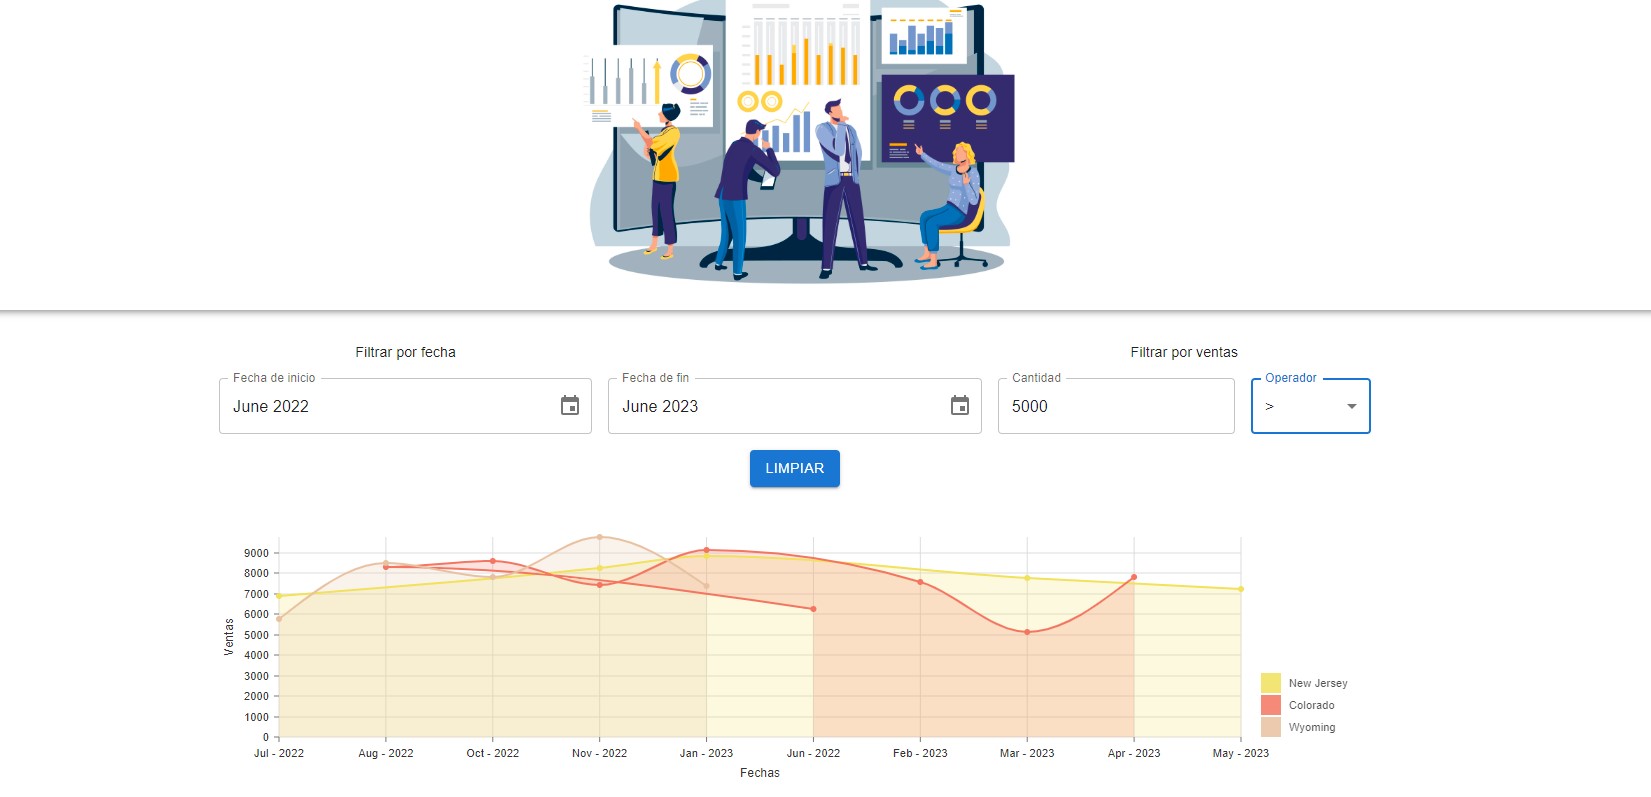 Filtrar por fecha
Filtrar por ventas
Fecha de inicio
Fecha de fin
Cantidad
Operador
June 2022
June 2023
5000
>
LIMPIAR
9000
8000
7000
6000
5000
4000
3000
2000
1000
0
Ventas
Jul - 2022
Aug - 2022
Oct - 2022
Nov - 2022
Jan - 2023
Jun - 2022
Feb - 2023
Mar - 2023
Apr - 2023
May - 2023
Fechas
New Jersey
Colorado
Wyoming